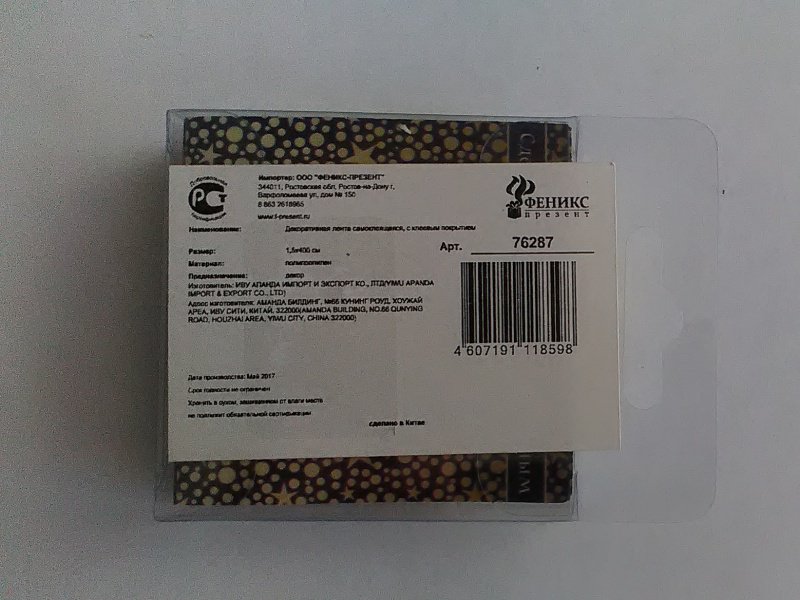 Добровольная
РСТ
сертификация
Импортер: ООО "ФЕНИКС-ПРЕЗЕНТ"
344011, Ростовская обл, Ростов-на-Дону г,
Варфоломеева ул, дом № 150
8 863 2618965
www.f-present.ru
ФЕНИКС
презент
Наименование: Декоративная лента самоклеящаяся, с клеевым покрытием
Арт. 76287
Размер: 1,5х400 см
Материал: полипропилен
Предназначение: декор
Изготовитель: ИВУ АПАНДА ИМПОРТ И ЭКСПОРТ КО., ЛТД(YIWU APANDA
IMPORT & EXPORT CO., LTD)
Адрес изготовителя: АМАНДА БИЛДИНГ, №66 КУНИНГ РОУД, ХОУЖАЙ
АРЕА, ИВУ СИТИ, КИТАЙ, 322000(AMANDA BUILDING, NO.66 QUNYING
ROAD, HOUZHAI AREA, YIWU CITY, CHINA 322000)
4 607191 118598
Дата производства: Май 2017
Срок годности не ограничен
Хранить в сухом, защищенном от влаги месте
не подлежит обязательной сертификации
сделано в Китае